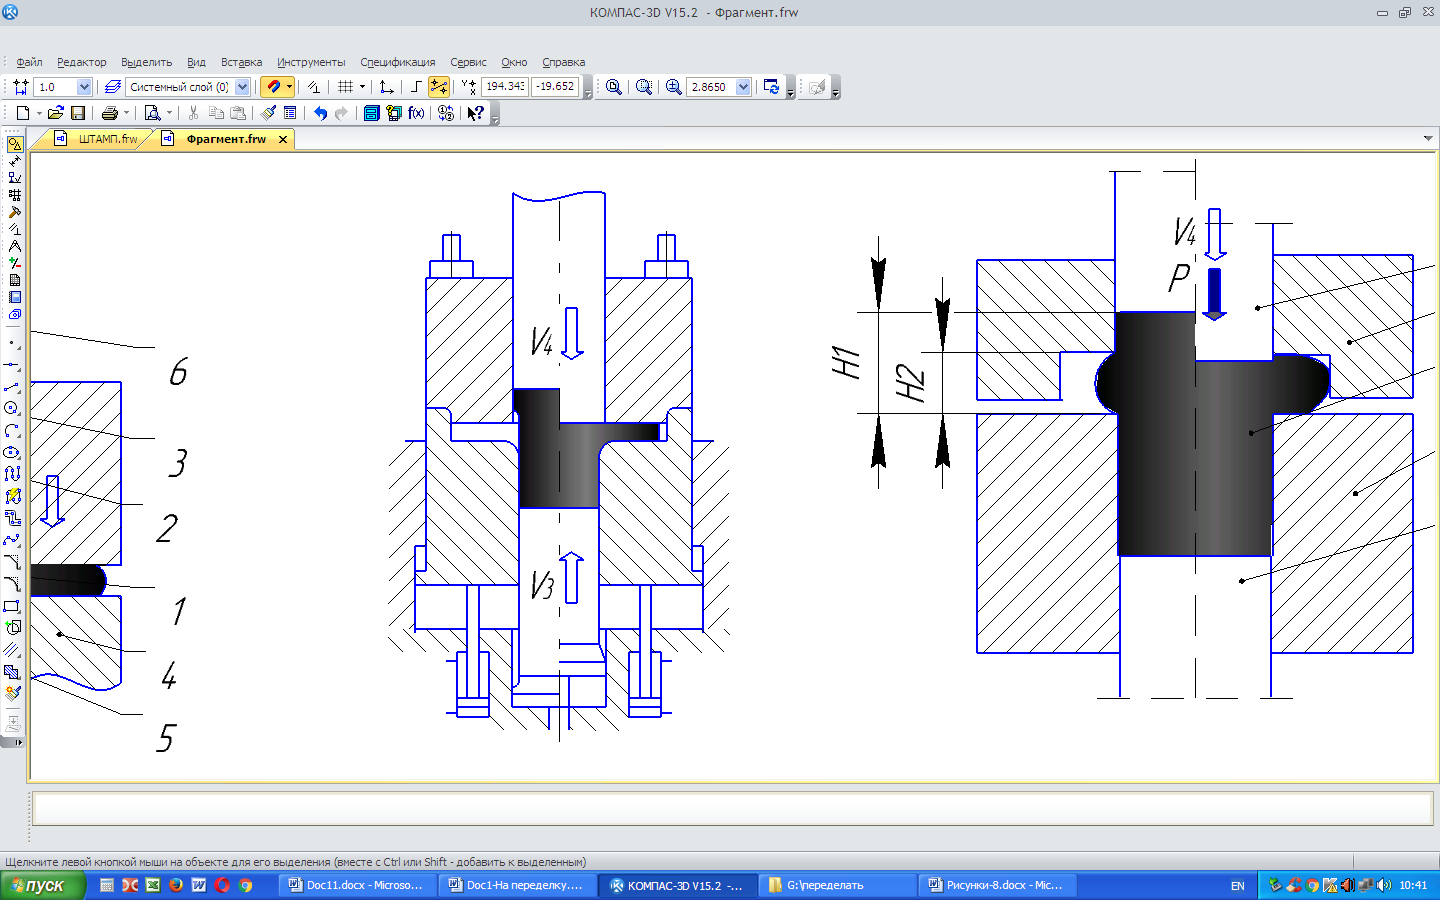 КОМПАС-3D V15.2 - Фрагмент.frw
Файл Редактор Выделить Вид Вставка Инструменты Спецификация Сервис Окно Справка
1.0 Системный слой (0) 194.343 -19.652 2.8650
f(x)
ШТАМП.frw Фрагмент.frw
V4
P
V4
H1
H2
6
3
2
V3
1
4
5
Щелкните левой кнопкой мыши на объекте для его выделения (вместе с Ctrl или Shift - добавить к выделенным)
пуск Doc11.docx - Microso... Doc1-На переделку.... КОМПАС-3D V15.2 -... G:\переделать Рисунки-8.docx - Mic... EN 10:41